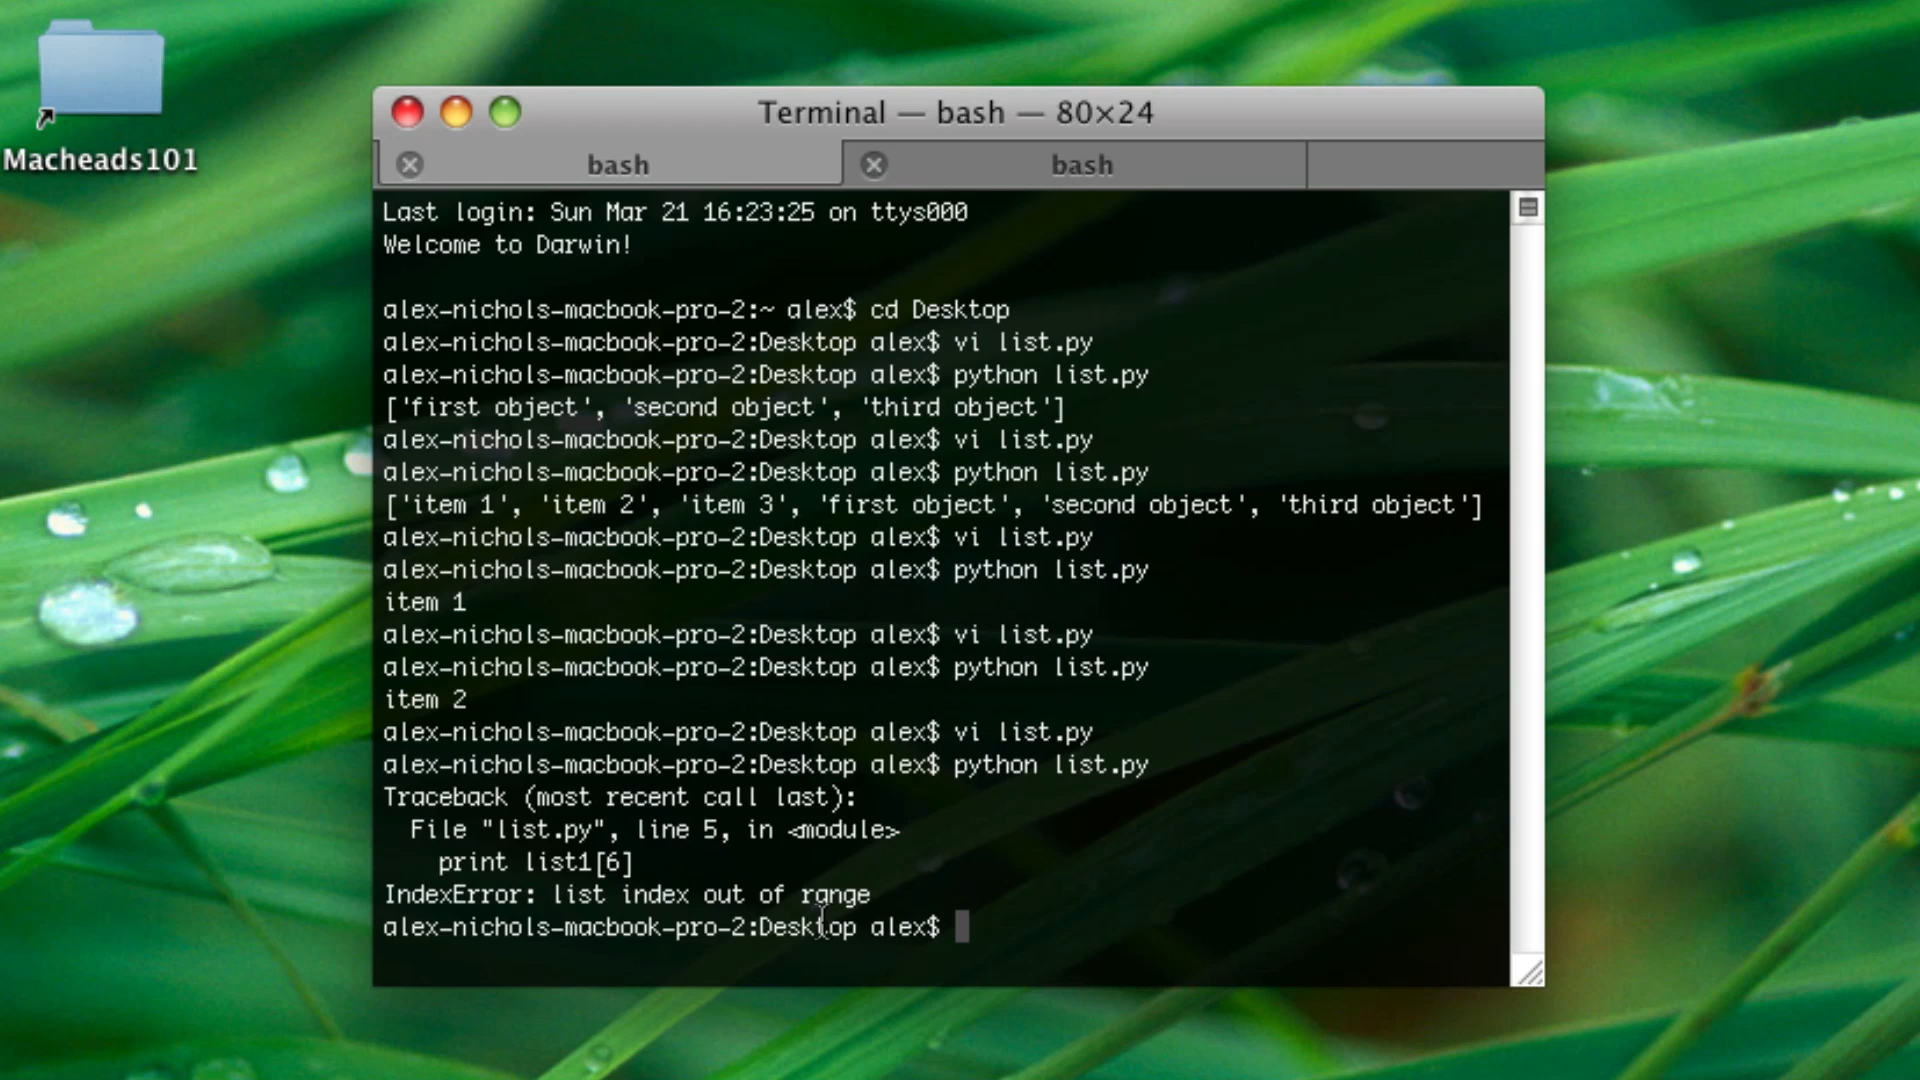 Macheads101
Terminal — bash — 80×24
bash
bash
Last login: Sun Mar 21 16:23:25 on ttys000
Welcome to Darwin!
alex-nichols-macbook-pro-2:~ alex$ cd Desktop
alex-nichols-macbook-pro-2:Desktop alex$ vi list.py
alex-nichols-macbook-pro-2:Desktop alex$ python list.py
['first object', 'second object', 'third object']
alex-nichols-macbook-pro-2:Desktop alex$ vi list.py
alex-nichols-macbook-pro-2:Desktop alex$ python list.py
['item 1', 'item 2', 'item 3', 'first object', 'second object', 'third object']
alex-nichols-macbook-pro-2:Desktop alex$ vi list.py
alex-nichols-macbook-pro-2:Desktop alex$ python list.py
item 1
alex-nichols-macbook-pro-2:Desktop alex$ vi list.py
alex-nichols-macbook-pro-2:Desktop alex$ python list.py
item 2
alex-nichols-macbook-pro-2:Desktop alex$ vi list.py
alex-nichols-macbook-pro-2:Desktop alex$ python list.py
Traceback (most recent call last):
  File "list.py", line 5, in <module>
    print list1[6]
IndexError: list index out of range
alex-nichols-macbook-pro-2:Desktop alex$